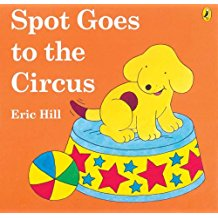 Spot Goes
to the
Circus
Eric Hill